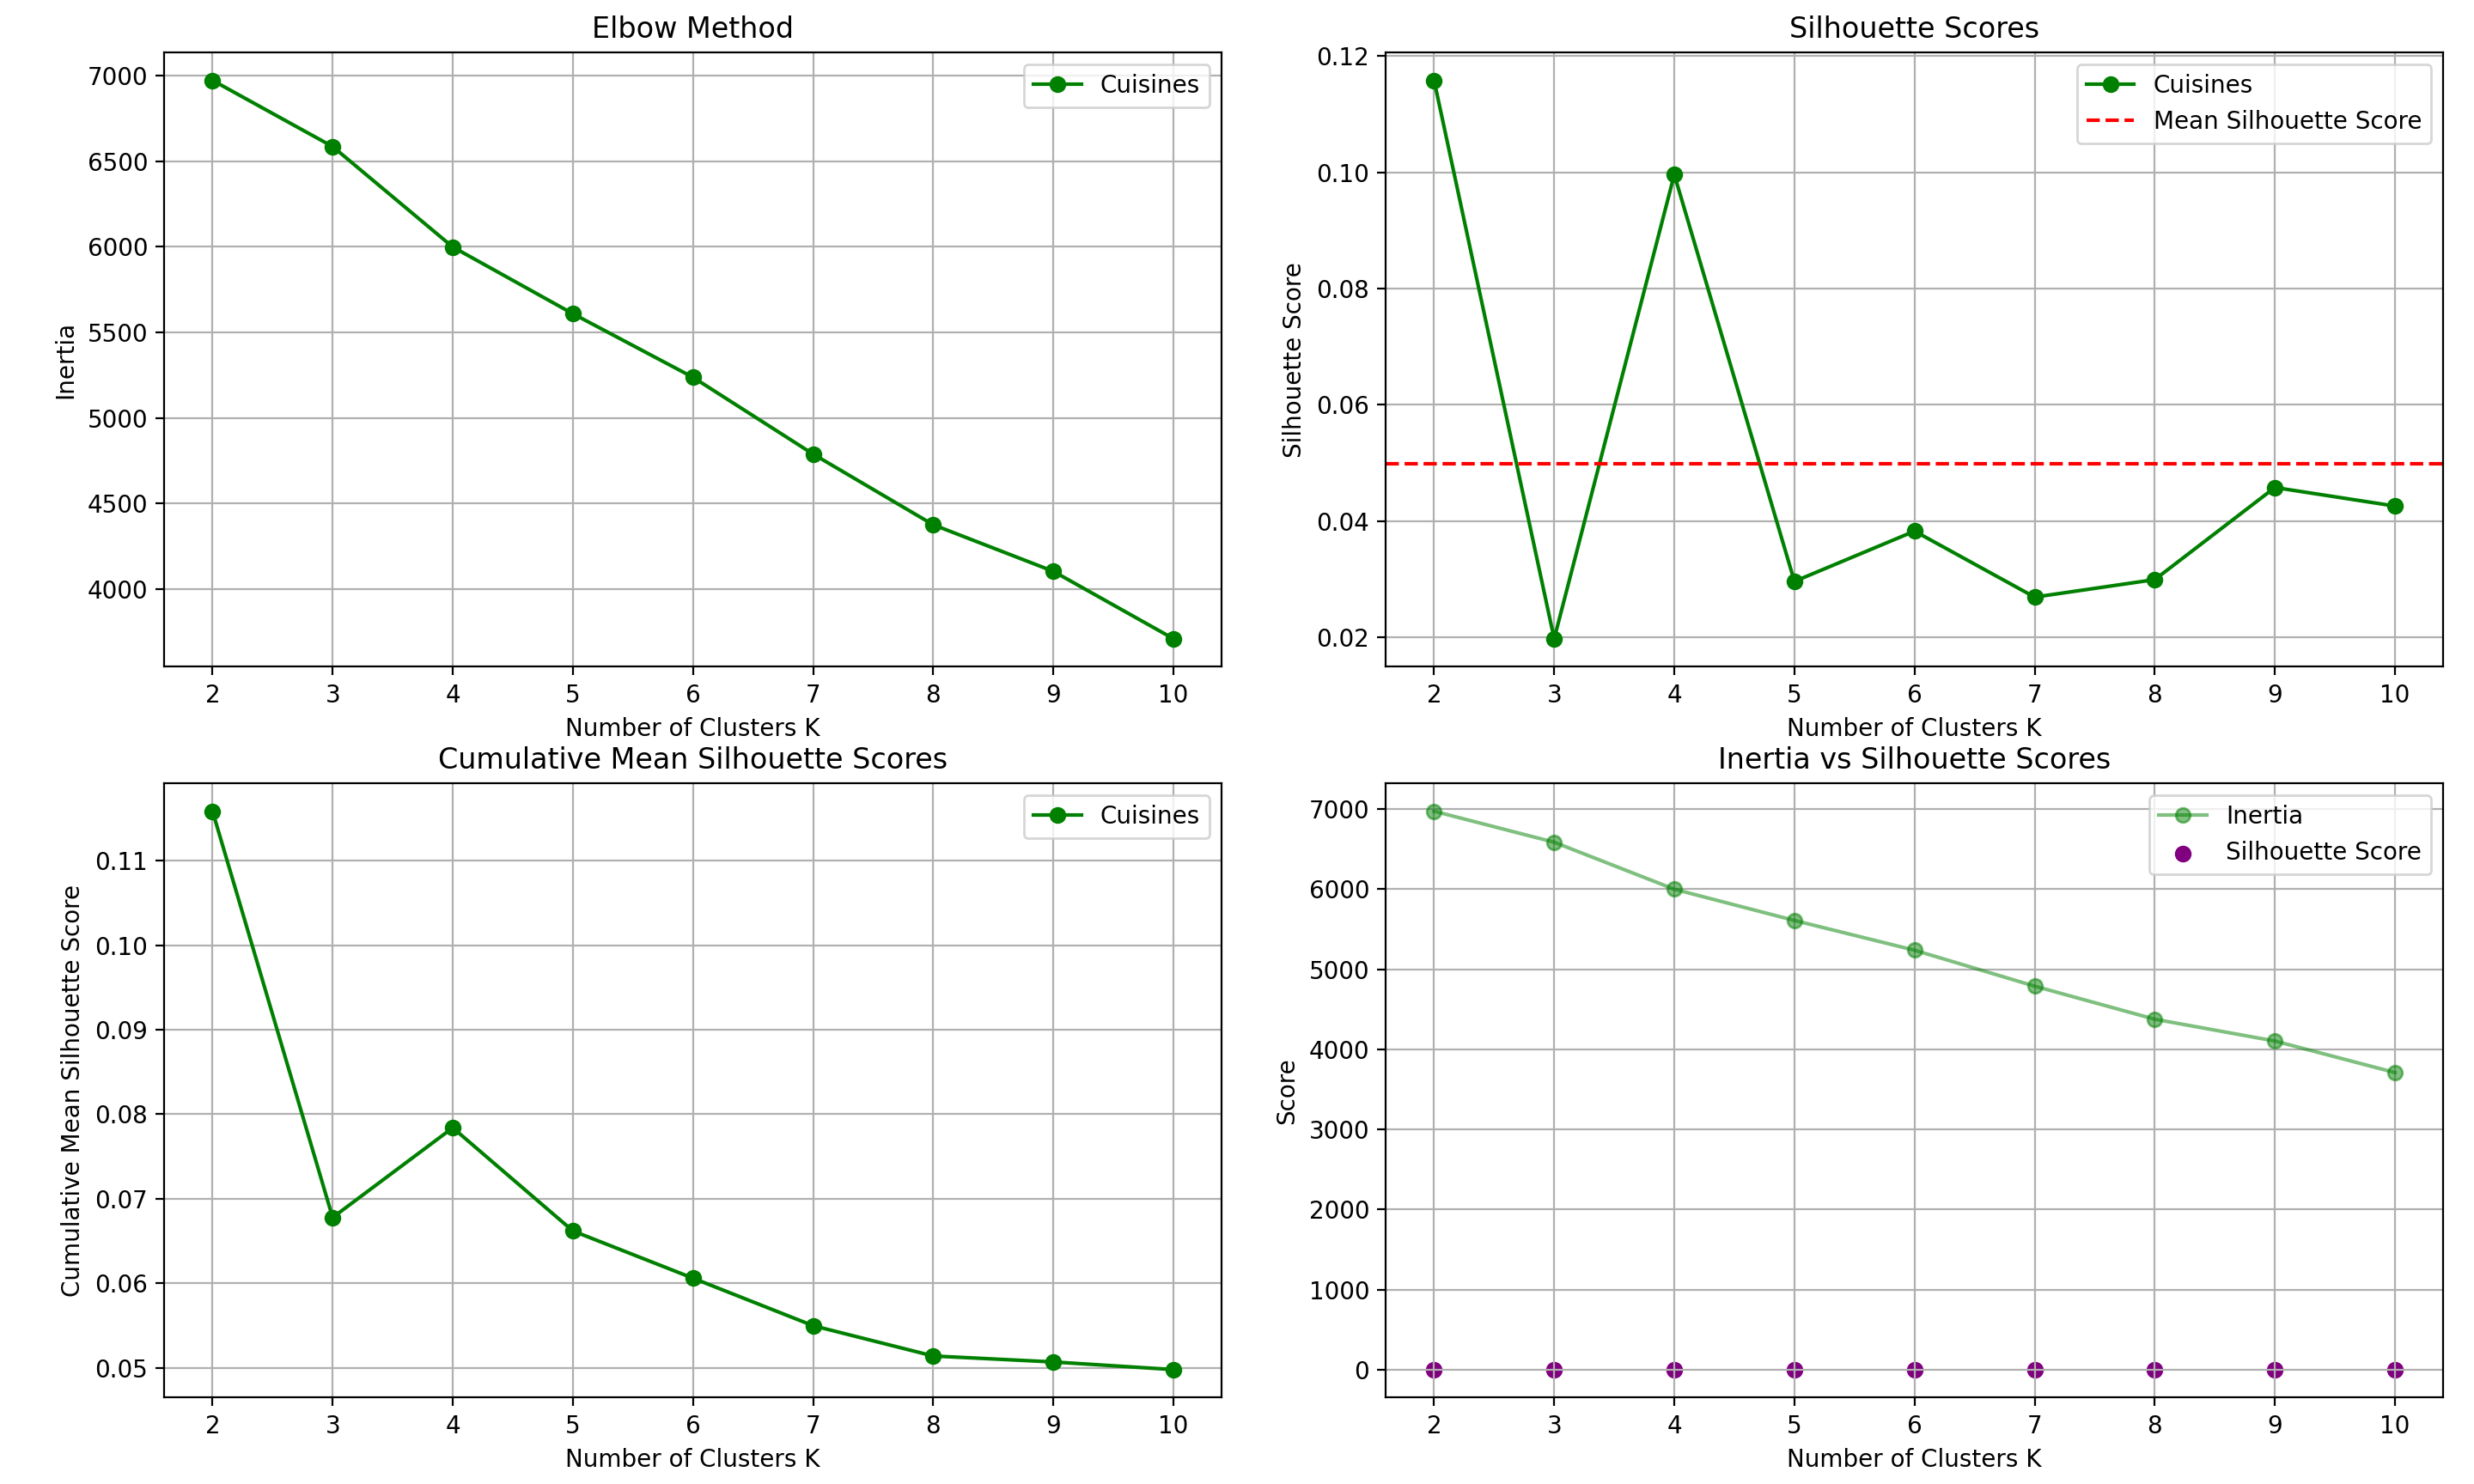 Elbow Method
7000
6500
6000
5500
5000
4500
4000
Inertia
Cuisines
2 3 4 5 6 7 8 9 10
Number of Clusters K
Silhouette Scores
0.12
0.10
0.08
0.06
0.04
0.02
Silhouette Score
Cuisines
Mean Silhouette Score
2 3 4 5 6 7 8 9 10
Number of Clusters K
Cumulative Mean Silhouette Scores
0.11
0.10
0.09
0.08
0.07
0.06
0.05
Cumulative Mean Silhouette Score
Cuisines
2 3 4 5 6 7 8 9 10
Number of Clusters K
Inertia vs Silhouette Scores
7000
6000
5000
4000
3000
2000
1000
0
Score
Inertia
Silhouette Score
2 3 4 5 6 7 8 9 10
Number of Clusters K